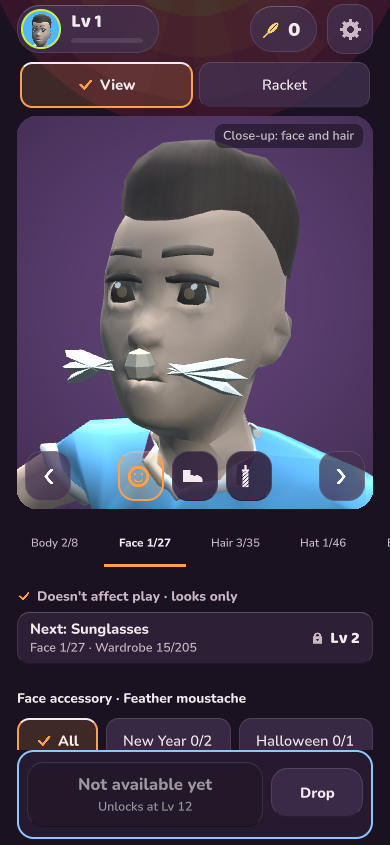 Lv 1
0
View
Racket
Close-up: face and hair
Body 2/8
Face 1/27
Hair 3/35
Hat 1/46
Doesn't affect play · looks only
Next: Sunglasses
Face 1/27 · Wardrobe 15/205
Lv 2
Face accessory · Feather moustache
All
New Year 0/2
Halloween 0/1
Not available yet
Unlocks at Lv 12
Drop